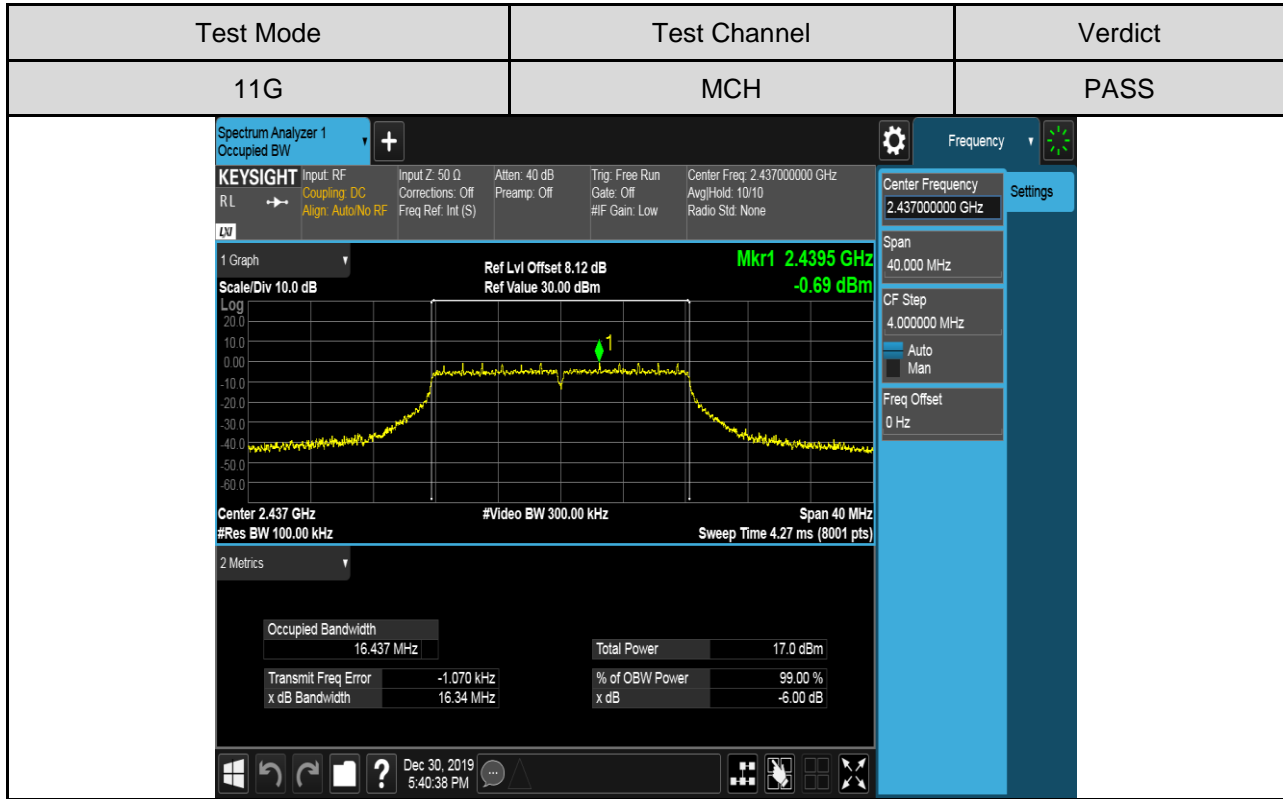 Test Mode Test Channel Verdict
11G MCH PASS
Spectrum Analyzer 1
Occupied BW
+
Frequency
KEYSIGHT Input: RF Input Z: 50 Ω Atten: 40 dB Trig: Free Run Center Freq: 2.437000000 GHz
RL Coupling: DC Corrections: Off Preamp: Off Gate: Off Avg|Hold: 10/10
Align: Auto/No RF Freq Ref: Int (S) #IF Gain: Low Radio Std: None
LXI
Center Frequency
2.437000000 GHz
Settings
Span
40.000 MHz
CF Step
4.000000 MHz
Auto
Man
Freq Offset
0 Hz
1 Graph Ref Lvl Offset 8.12 dB Mkr1 2.4395 GHz
Scale/Div 10.0 dB Ref Value 30.00 dBm -0.69 dBm
Log
20.0
10.0
1
0.00
-10.0
-20.0
-30.0
-40.0
-50.0
-60.0
Center 2.437 GHz #Video BW 300.00 kHz Span 40 MHz
#Res BW 100.00 kHz Sweep Time 4.27 ms (8001 pts)
2 Metrics
Occupied Bandwidth
16.437 MHz Total Power 17.0 dBm
Transmit Freq Error -1.070 kHz % of OBW Power 99.00 %
x dB Bandwidth 16.34 MHz x dB -6.00 dB
? Dec 30, 2019
5:40:38 PM